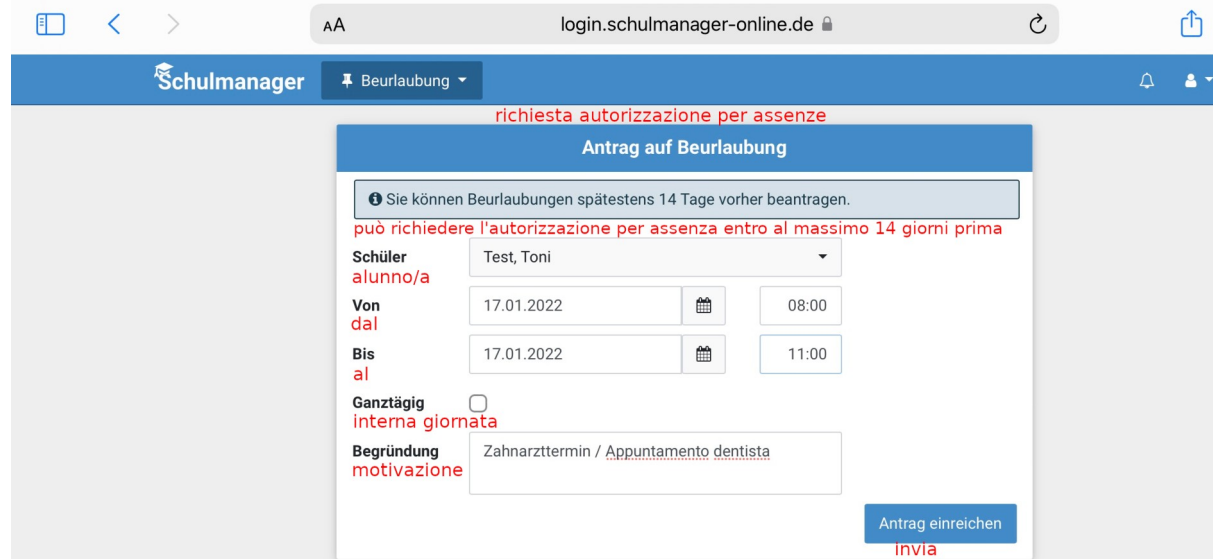 AA login.schulmanager-online.de
Schulmanager Beurlaubung
richiesta autorizzazione per assenze
Antrag auf Beurlaubung
Sie können Beurlaubungen spätestens 14 Tage vorher beantragen.
può richiedere l'autorizzazione per assenza entro al massimo 14 giorni prima
Schüler Test, Toni
alunno/a
Von 17.01.2022 08:00
dal
Bis 17.01.2022 11:00
al
Ganztägig
interna giornata
Begründung Zahnarzttermin / Appuntamento dentista
motivazione
Antrag einreichen
invia